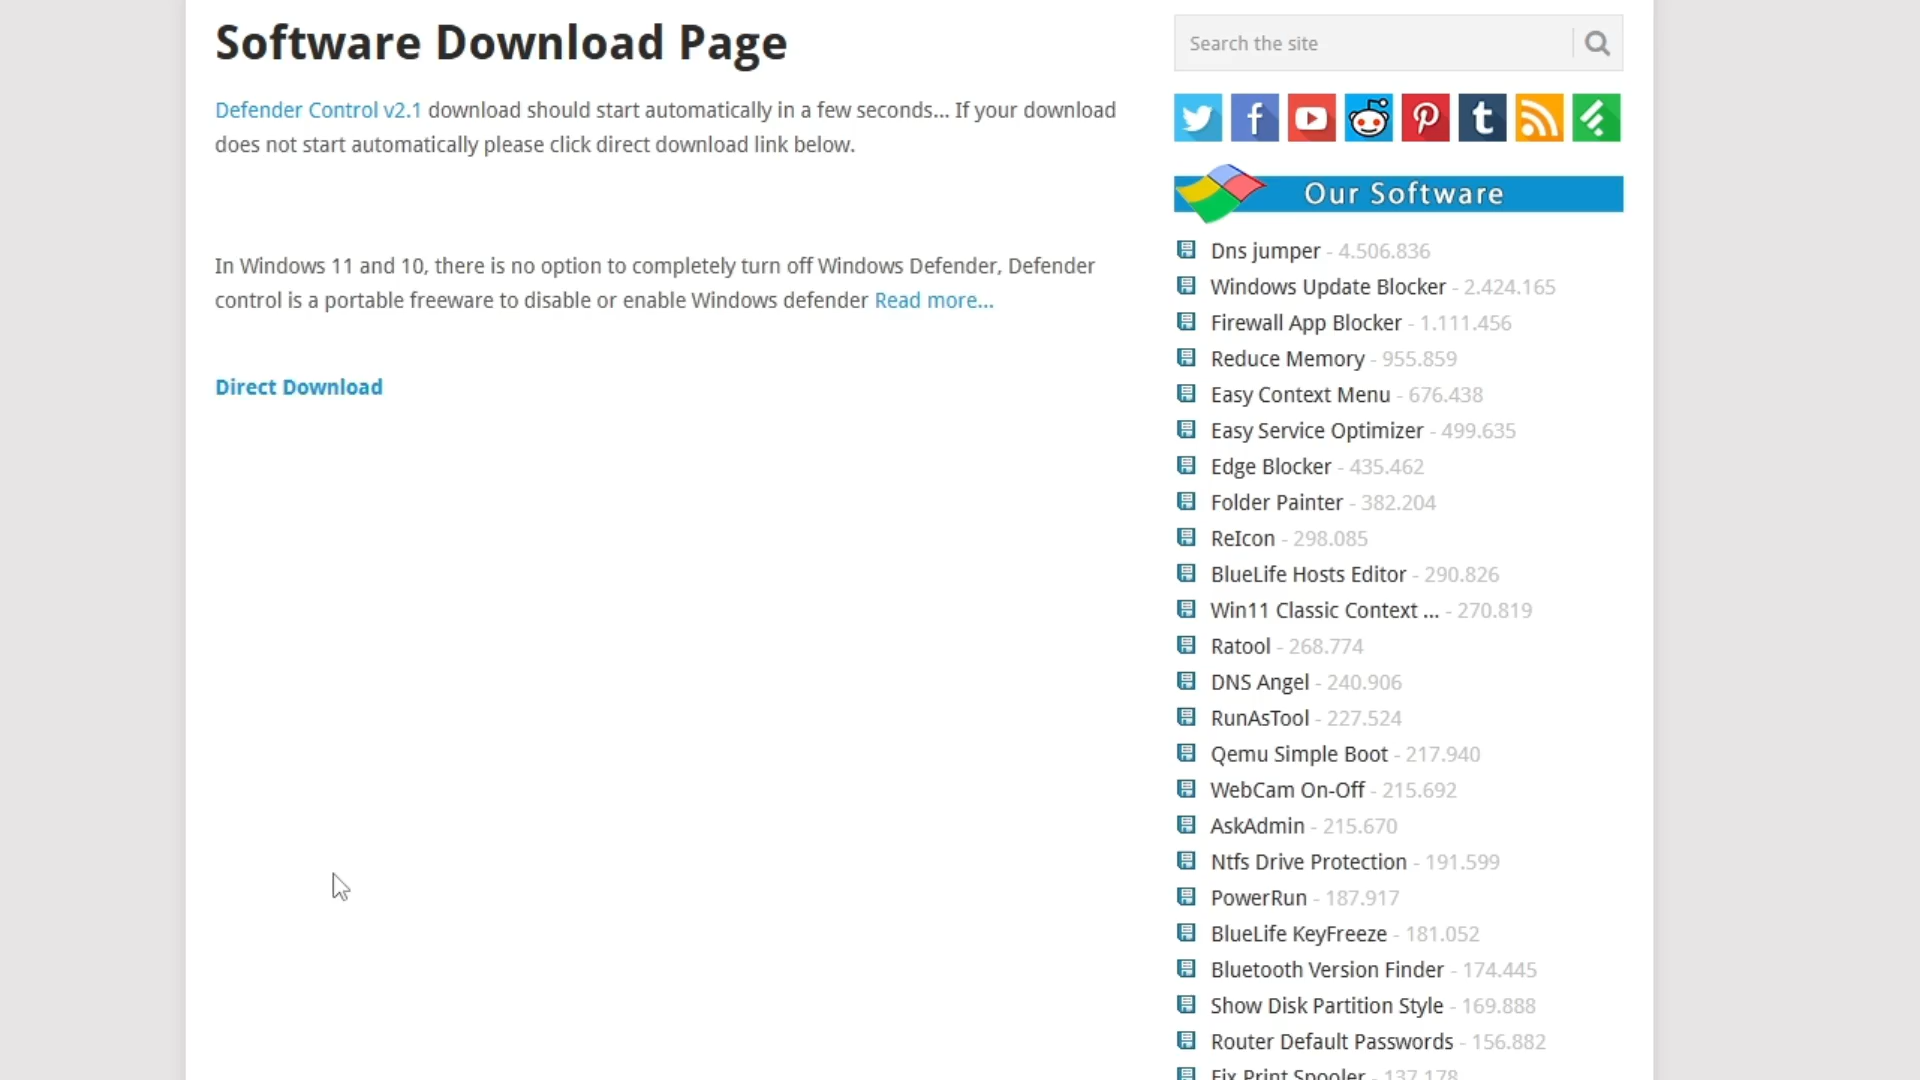 Software Download Page
Defender Control v2.1 download should start automatically in a few seconds... If your download
does not start automatically please click direct download link below.
In Windows 11 and 10, there is no option to completely turn off Windows Defender, Defender
control is a portable freeware to disable or enable Windows defender Read more...
Direct Download
Search the site
Our Software
Dns jumper - 4.506.836
Windows Update Blocker - 2.424.165
Firewall App Blocker - 1.111.456
Reduce Memory - 955.859
Easy Context Menu - 676.438
Easy Service Optimizer - 499.635
Edge Blocker - 435.462
Folder Painter - 382.204
ReIcon - 298.085
BlueLife Hosts Editor - 290.826
Win11 Classic Context ... - 270.819
Ratool - 268.774
DNS Angel - 240.906
RunAsTool - 227.524
Qemu Simple Boot - 217.940
WebCam On-Off - 215.692
AskAdmin - 215.670
Ntfs Drive Protection - 191.599
PowerRun - 187.917
BlueLife KeyFreeze - 181.052
Bluetooth Version Finder - 174.445
Show Disk Partition Style - 169.888
Router Default Passwords - 156.882
Fix Print Spooler - 137.178